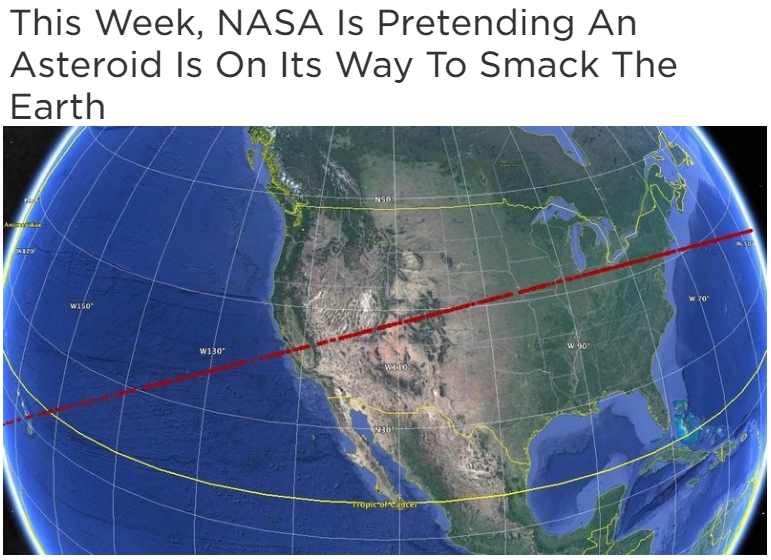 This Week, NASA Is Pretending An
Asteroid Is On Its Way To Smack The
Earth
N50
W170°
W150°
W130°
W110
W 90°
W 70°
W 50
N30
Tropic of Cancer